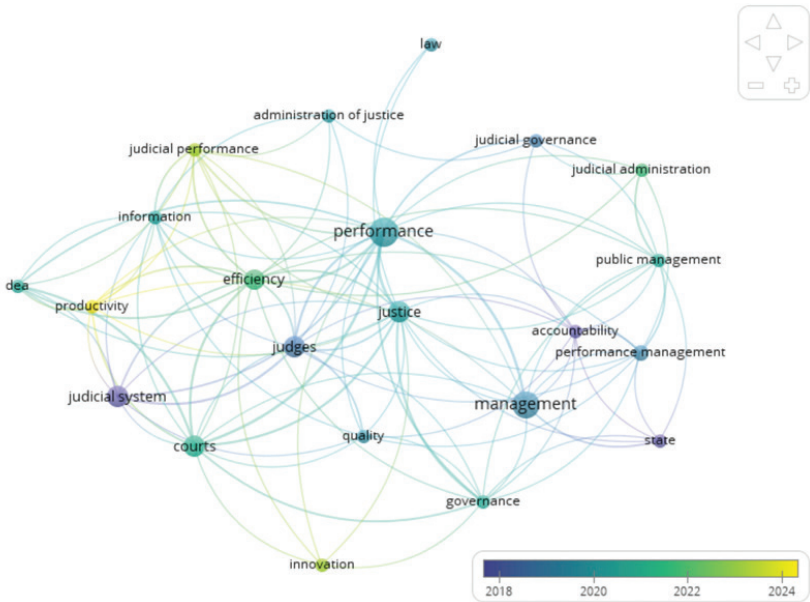 law
administration of justice
judicial performance
judicial governance
judicial administration
information
performance
public management
efficiency
dea
productivity
justice
accountability
judges
performance management
judicial system
management
quality
courts
state
governance
innovation
2018 2020 2022 2024